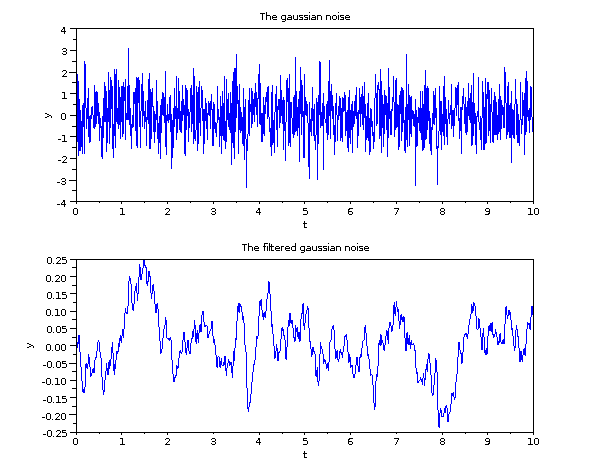 The gaussian noise
4
3
2
1
0
-1
-2
-3
-4
y
0 1 2 3 4 5 6 7 8 9 10
t
The filtered gaussian noise
0.25
0.20
0.15
0.10
0.05
0.00
-0.05
-0.10
-0.15
-0.20
-0.25
y
0 1 2 3 4 5 6 7 8 9 10
t